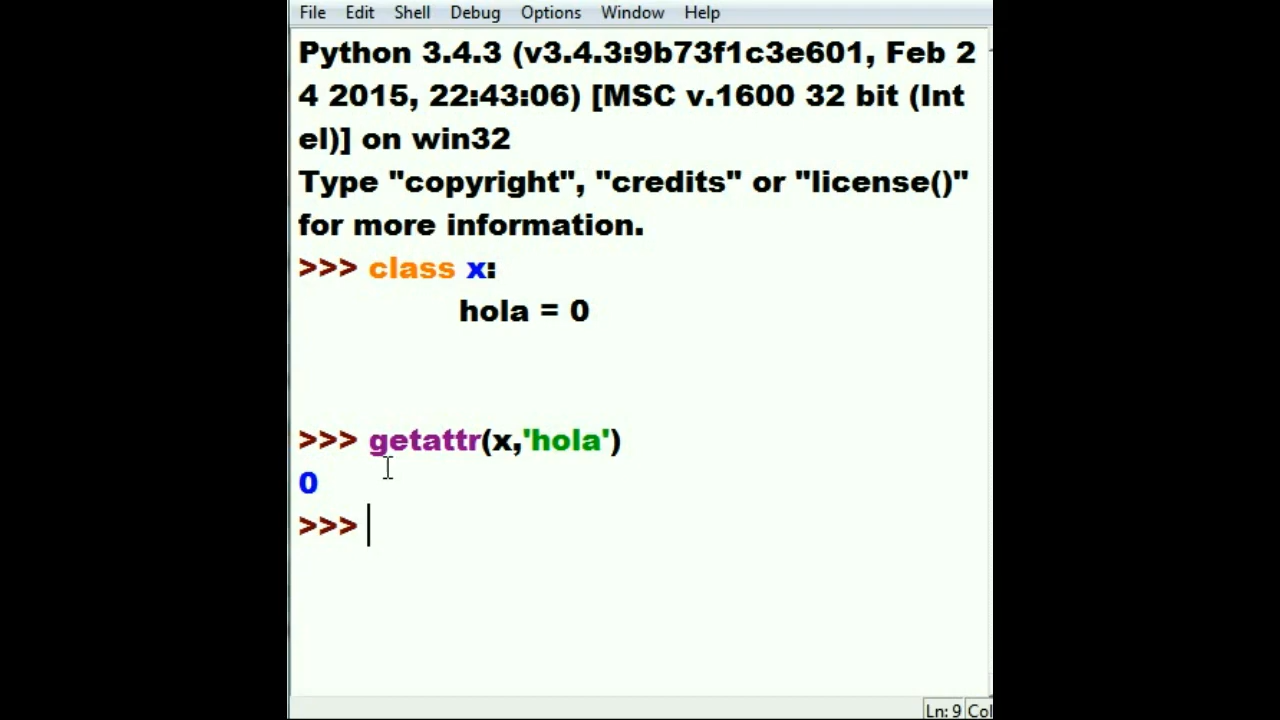 File Edit Shell Debug Options Window Help
Python 3.4.3 (v3.4.3:9b73f1c3e601, Feb 2
4 2015, 22:43:06) [MSC v.1600 32 bit (Int
el)] on win32
Type "copyright", "credits" or "license()"
for more information.
>>> class x:
hola = 0
>>> getattr(x,'hola')
0
>>>
Ln: 9 Col